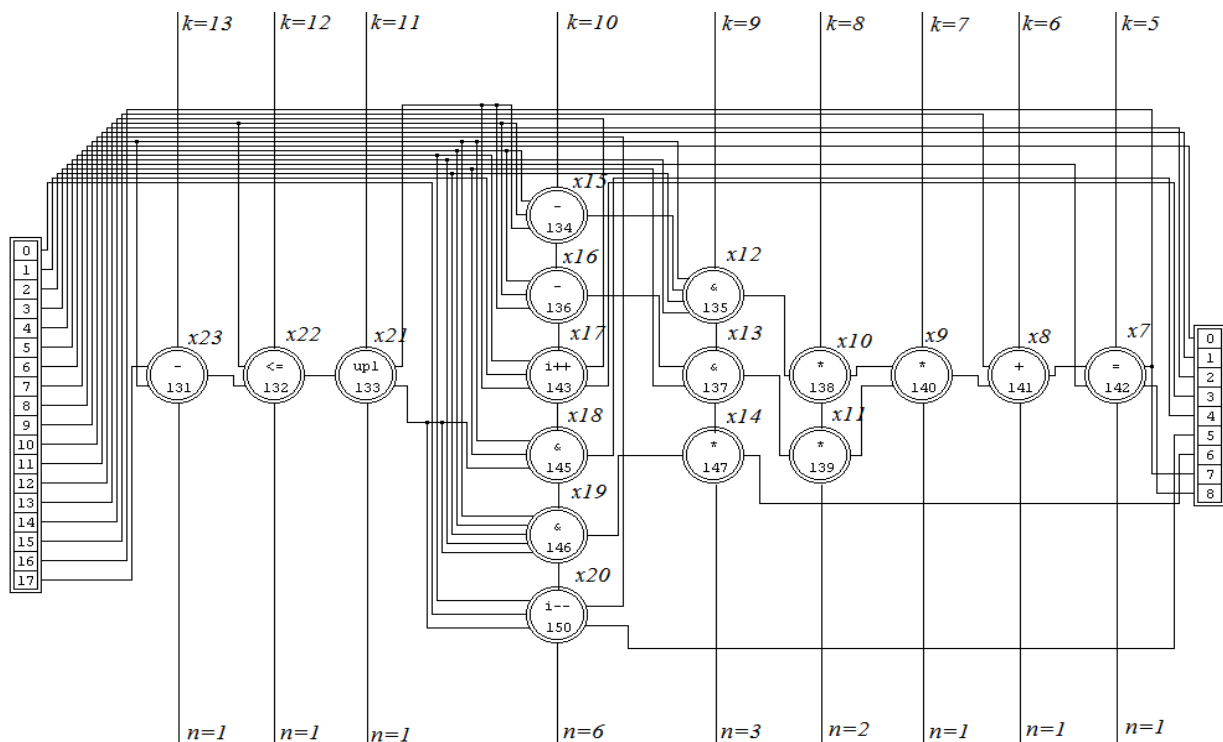 k=13 k=12 k=11 k=10 k=9 k=8 k=7 k=6 k=5
x15
-
134
x16
-
136
x12
&
135
x17
i++
143
x13
&
137
x23
-
131
x22
<=
132
x21
upl
133
x10
*
138
x9
*
140
x8
+
141
x7
=
142
x18
&
145
x14
*
147
x11
*
139
x19
&
146
x20
i--
150
0
1
2
3
4
5
6
7
8
9
10
11
12
13
14
15
16
17
0
1
2
3
4
5
6
7
8
n=1 n=1 n=1 n=6 n=3 n=2 n=1 n=1 n=1